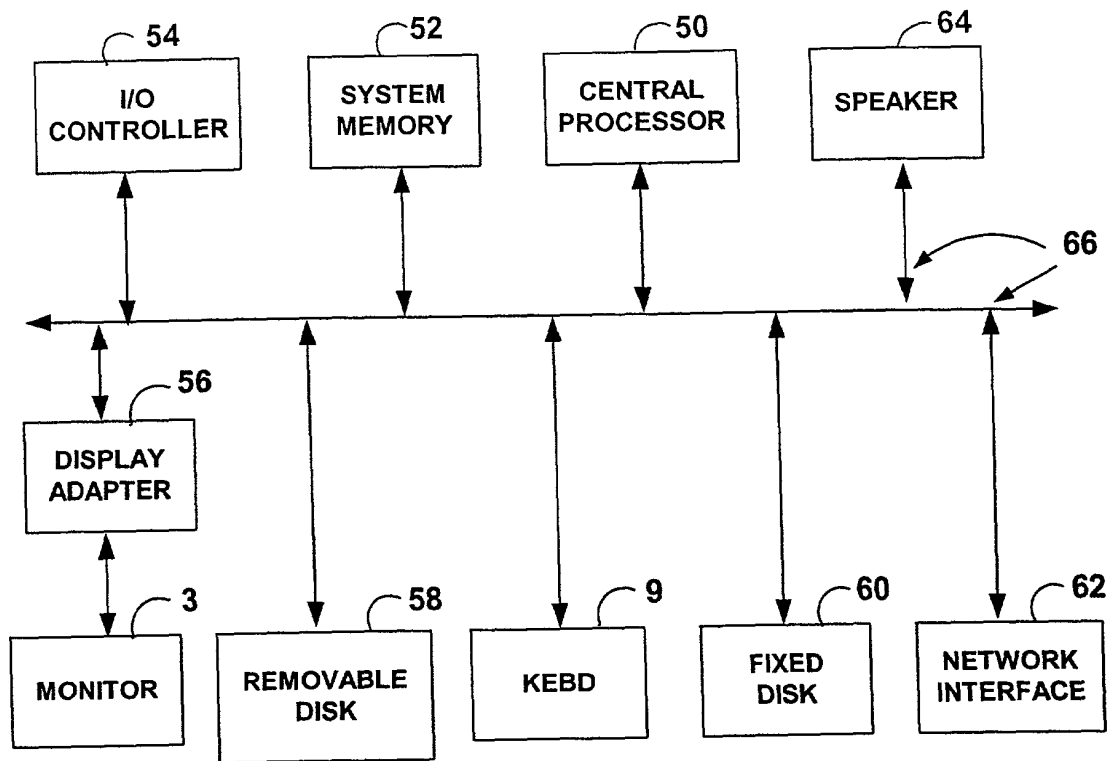 54
52
50
64
I/O
CONTROLLER
SYSTEM
MEMORY
CENTRAL
PROCESSOR
SPEAKER
66
56
DISPLAY
ADAPTER
3
58
9
60
62
MONITOR
REMOVABLE
DISK
KEBD
FIXED
DISK
NETWORK
INTERFACE